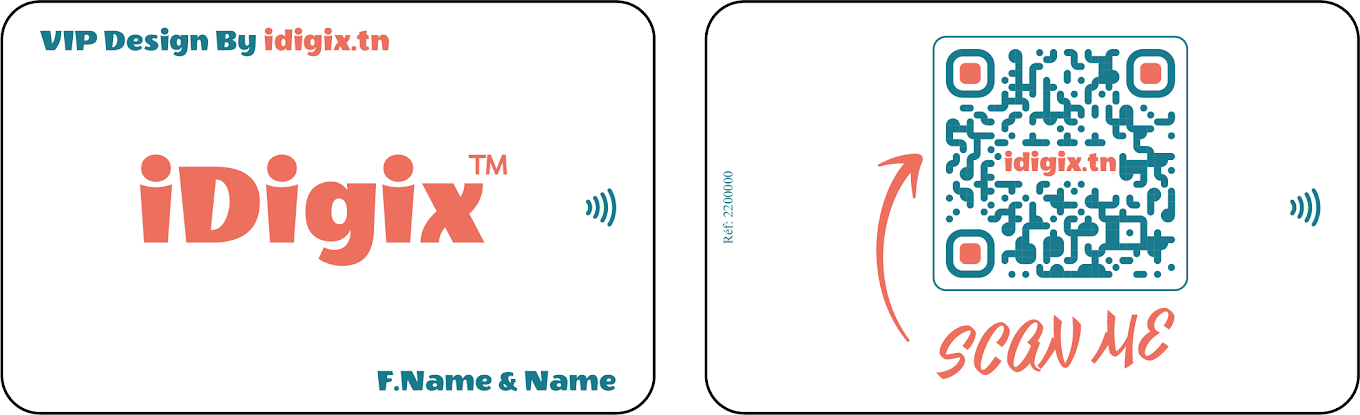 VIP Design By idigix.tn
iDigix™
F.Name & Name
Réf: 2200000
idigix.tn
SCAN ME